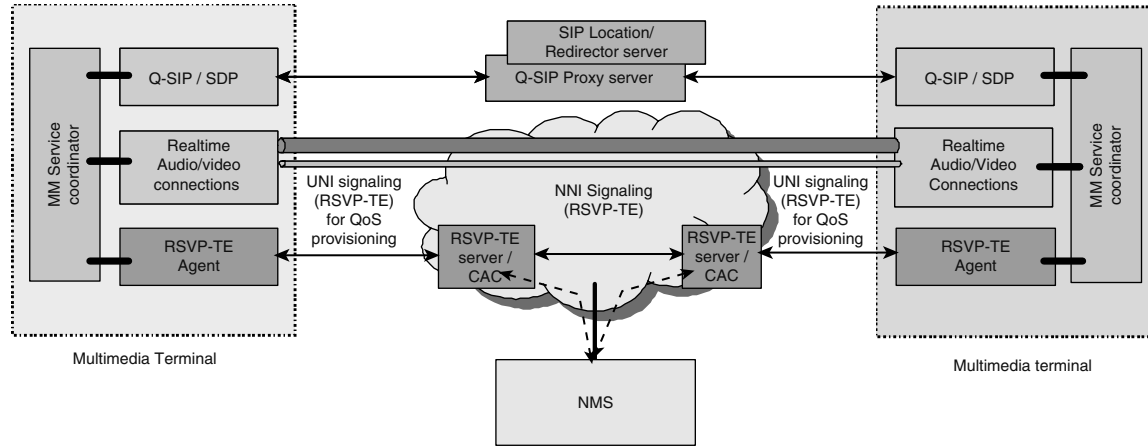 SIP Location/
Redirector server
Q-SIP Proxy server
MM Service
coordinator
Q-SIP / SDP
Realtime
Audio/video
connections
RSVP-TE
Agent
Multimedia Terminal
UNI signaling
(RSVP-TE)
for QoS
provisioning
NNI Signaling
(RSVP-TE)
RSVP-TE
server /
CAC
RSVP-TE
server /
CAC
UNI signaling
(RSVP-TE)
for QoS
provisioning
NMS
Q-SIP / SDP
Realtime
Audio/Video
Connections
RSVP-TE
Agent
MM Service
coordinator
Multimedia terminal